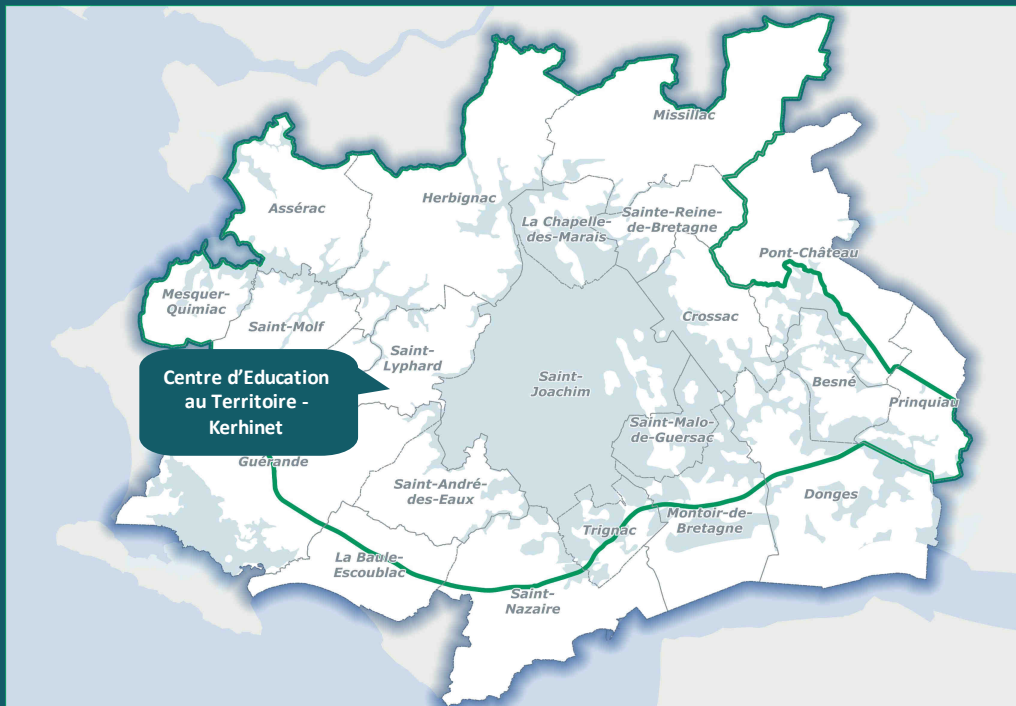 Missillac
Herbignac
Assérac
La Chapelle-
des-Marais
Sainte-Reine-
de-Bretagne
Pont-Château
Mesquer-
Quimiac
Saint-Molf
Crossac
Saint-
Lyphard
Centre d'Education
au Territoire -
Kerhinet
Saint-
Joachim
Besné
Prinquiau
Saint-Malo-
de-Guersac
Guérande
Saint-André-
des-Eaux
Donges
Montoir-de-
Bretagne
Trignac
La Baule-
Escoublac
Saint-
Nazaire